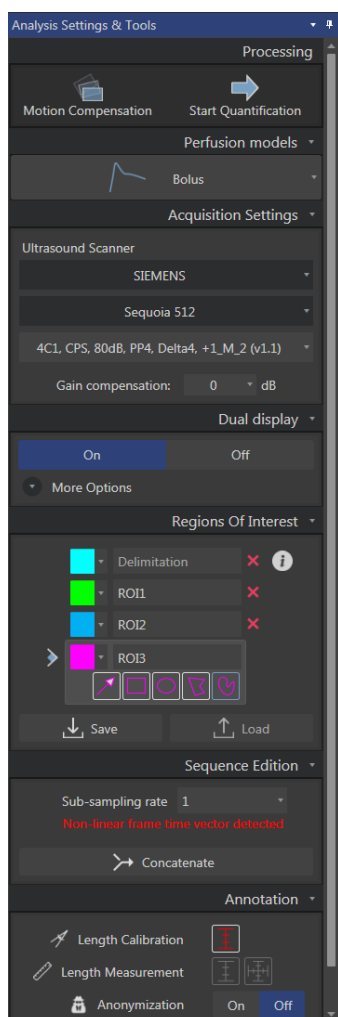 Analysis Settings & Tools
Processing
Motion Compensation
Start Quantification
Perfusion models
Bolus
Acquisition Settings
Ultrasound Scanner
SIEMENS
Sequoia 512
4C1, CPS, 80dB, PP4, Delta4, +1_M_2 (v1.1)
Gain compensation: 0 dB
Dual display
On Off
More Options
Regions Of Interest
Delimitation
ROI1
ROI2
ROI3
Save Load
Sequence Edition
Sub-sampling rate 1
Non-linear frame time vector detected
Concatenate
Annotation
Length Calibration
Length Measurement
Anonymization On Off